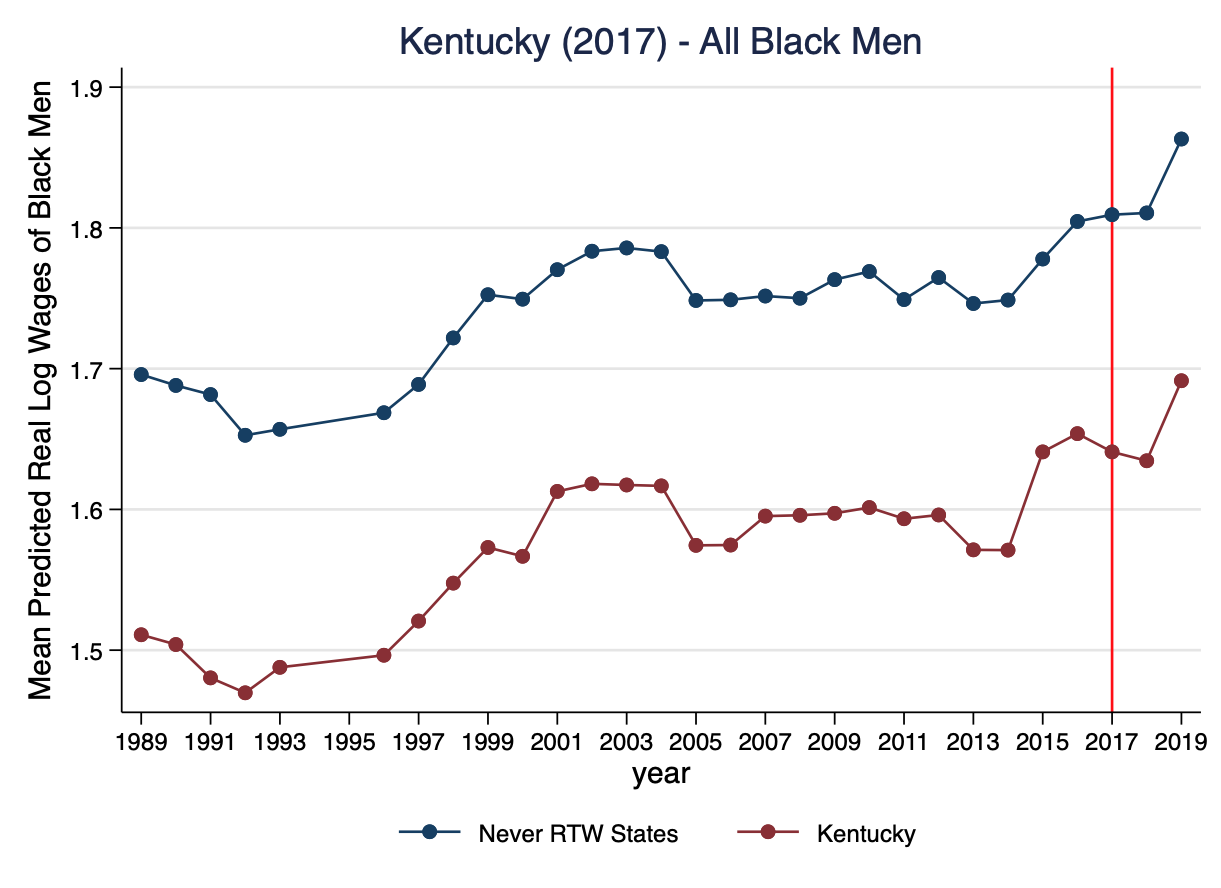 Kentucky (2017) - All Black Men
Mean Predicted Real Log Wages of Black Men
1.9
1.8
1.7
1.6
1.5
1989 1991 1993 1995 1997 1999 2001 2003 2005 2007 2009 2011 2013 2015 2017 2019
year
Never RTW States Kentucky